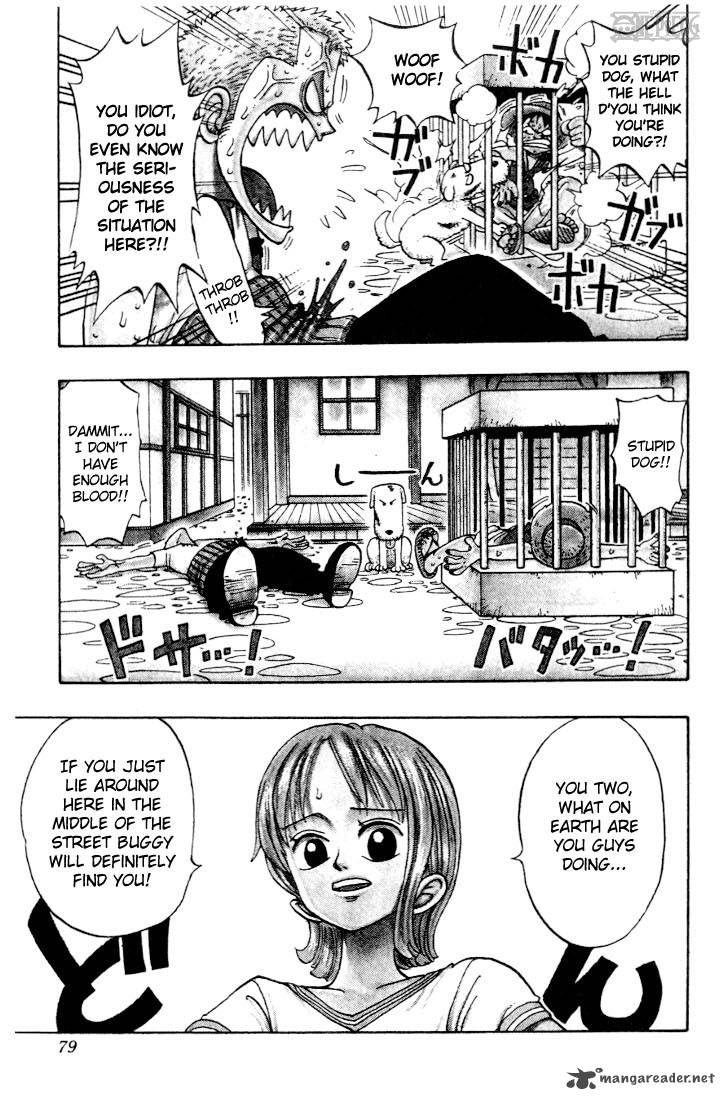 YOU STUPID
DOG, WHAT
THE HELL
D'YOU THINK
YOU'RE
DOING?!
ボカ
WOOF
WOOF!
ガブ
ガブ
ボカ
YOU IDIOT,
DO YOU
EVEN KNOW
THE SERI-
OUSNESS
OF THE
SITUATION
HERE?!!
THROB
THROB
!!
STUPID
DOG!!
しーん
DAMMIT...
I DON'T
HAVE
ENOUGH
BLOOD!!
バタッ…!
ドサ…!
YOU TWO,
WHAT ON
EARTH ARE
YOU GUYS
DOING...
IF YOU JUST
LIE AROUND
HERE IN THE
MIDDLE OF THE
STREET BUGGY
WILL DEFINITELY
FIND YOU!
どん
79
mangareader.net